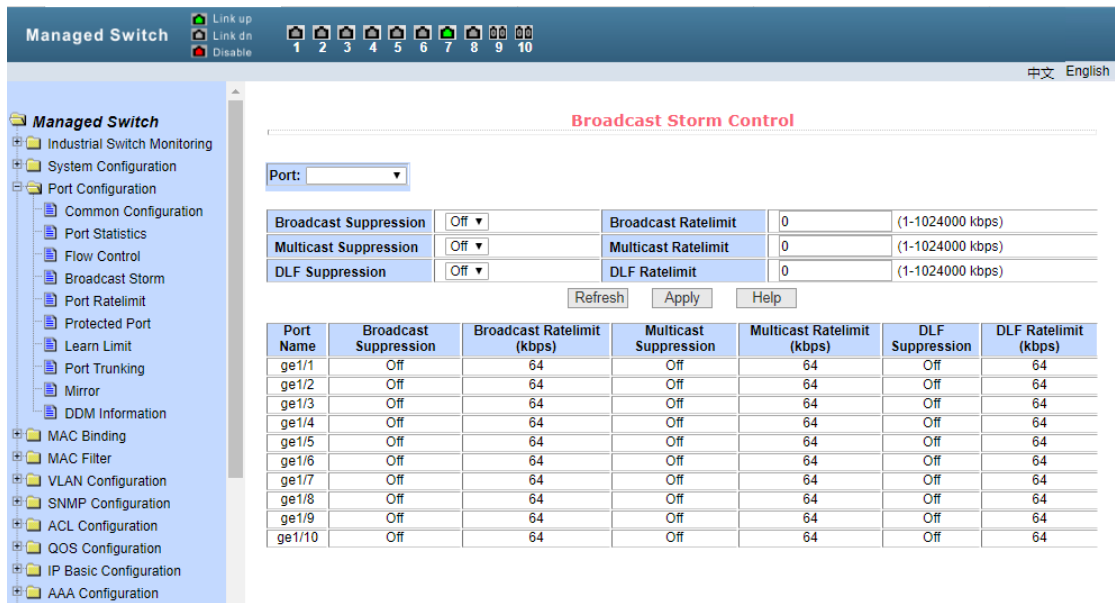 Managed Switch
Link up
Link dn
Disable
1 2 3 4 5 6 7 8 9 10
中文 English
Managed Switch
Industrial Switch Monitoring
System Configuration
Port Configuration
Common Configuration
Port Statistics
Flow Control
Broadcast Storm
Port Ratelimit
Protected Port
Learn Limit
Port Trunking
Mirror
DDM Information
MAC Binding
MAC Filter
VLAN Configuration
SNMP Configuration
ACL Configuration
QOS Configuration
IP Basic Configuration
AAA Configuration
Broadcast Storm Control
Port:
Broadcast Suppression Off Broadcast Ratelimit 0 (1-1024000 kbps)
Multicast Suppression Off Multicast Ratelimit 0 (1-1024000 kbps)
DLF Suppression Off DLF Ratelimit 0 (1-1024000 kbps)
Refresh Apply Help
Port Broadcast Broadcast Ratelimit Multicast Multicast Ratelimit DLF DLF Ratelimit
Name Suppression (kbps) Suppression (kbps) Suppression (kbps)
ge1/1 Off 64 Off 64 Off 64
ge1/2 Off 64 Off 64 Off 64
ge1/3 Off 64 Off 64 Off 64
ge1/4 Off 64 Off 64 Off 64
ge1/5 Off 64 Off 64 Off 64
ge1/6 Off 64 Off 64 Off 64
ge1/7 Off 64 Off 64 Off 64
ge1/8 Off 64 Off 64 Off 64
ge1/9 Off 64 Off 64 Off 64
ge1/10 Off 64 Off 64 Off 64